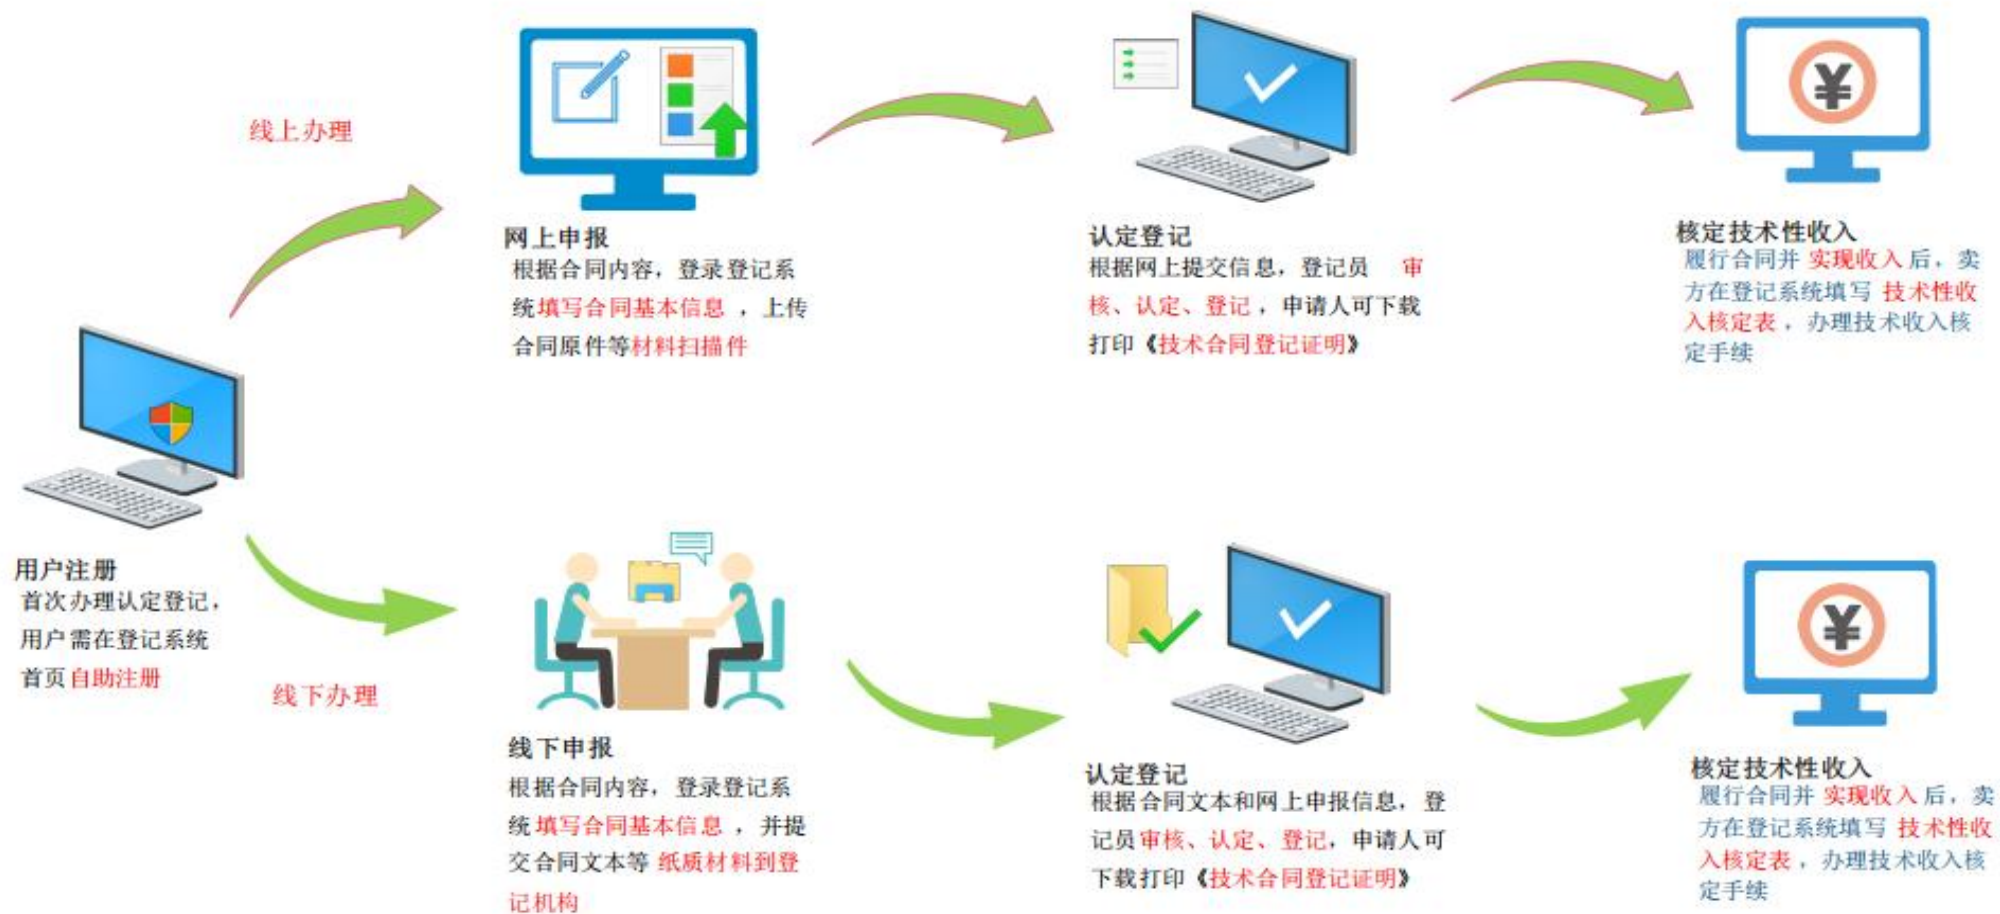 线上办理
网上申报
根据合同内容，登录登记系
统填写合同基本信息，上传
合同原件等材料扫描件
认定登记
根据网上提交信息，登记员 审
核、认定、登记，申请人可下载
打印《技术合同登记证明》
核定技术性收入
履行合同并 实现收入 后，卖
方在登记系统填写 技术性收
入核定表，办理技术收入核
定手续
用户注册
首次办理认定登记，
用户需在登记系统
首页自助注册
线下办理
线下申报
根据合同内容，登录登记系
统填写合同基本信息，并提
交合同文本等 纸质材料到登
记机构
认定登记
根据合同文本和网上申报信息，登
记员审核、认定、登记，申请人可
下载打印《技术合同登记证明》
核定技术性收入
履行合同并 实现收入 后，卖
方在登记系统填写 技术性收
入核定表，办理技术收入核
定手续